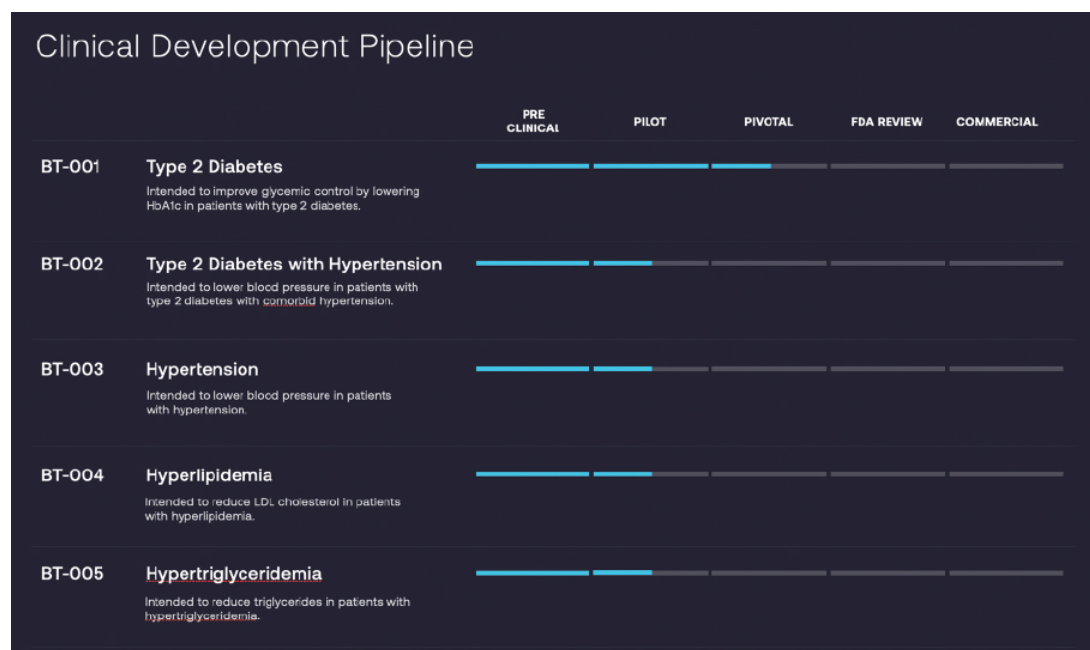 Clinical Development Pipeline
PRE
CLINICAL
PILOT
PIVOTAL
FDA REVIEW
COMMERCIAL
BT-001
Type 2 Diabetes
Intended to improve glycemic control by lowering
HbA1c in patients with type 2 diabetes.
BT-002
Type 2 Diabetes with Hypertension
Intended to lower blood pressure in patients with
type 2 diabetes with comorbid hypertension.
BT-003
Hypertension
Intended to lower blood pressure in patients
with hypertension.
BT-004
Hyperlipidemia
Intended to reduce LDL cholesterol in patients
with hyperlipidemia.
BT-005
Hypertriglyceridemia
Intended to reduce triglycerides in patients with
hypertriglyceridemia.